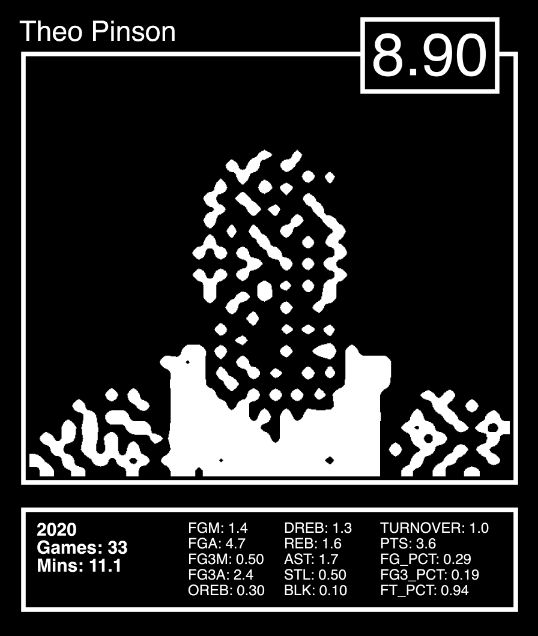 Theo Pinson
8.90
2020
Games: 33
Mins: 11.1
FGM: 1.4
FGA: 4.7
FG3M: 0.50
FG3A: 2.4
OREB: 0.30
DREB: 1.3
REB: 1.6
AST: 1.7
STL: 0.50
BLK: 0.10
TURNOVER: 1.0
PTS: 3.6
FG_PCT: 0.29
FG3_PCT: 0.19
FT_PCT: 0.94